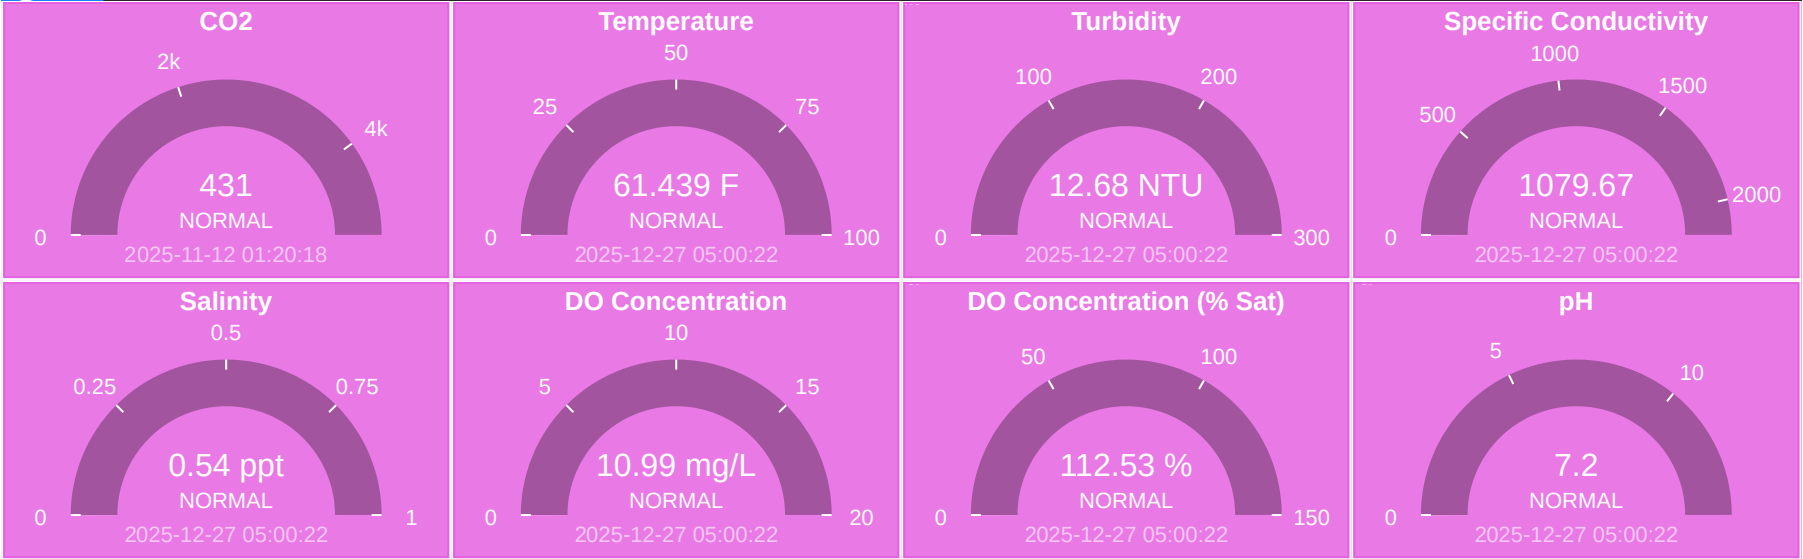 CO2
2k
4k
0
431
NORMAL
2025-11-12 01:20:18
Temperature
50
25
75
0
100
61.439 F
NORMAL
2025-12-27 05:00:22
Turbidity
100
200
0
300
12.68 NTU
NORMAL
2025-12-27 05:00:22
Specific Conductivity
1000
1500
500
2000
0
1079.67
NORMAL
2025-12-27 05:00:22
Salinity
0.5
0.25
0.75
0
1
0.54 ppt
NORMAL
2025-12-27 05:00:22
DO Concentration
10
5
15
0
20
10.99 mg/L
NORMAL
2025-12-27 05:00:22
DO Concentration (% Sat)
50
100
0
150
112.53 %
NORMAL
2025-12-27 05:00:22
pH
5
10
0
7.2
NORMAL
2025-12-27 05:00:22